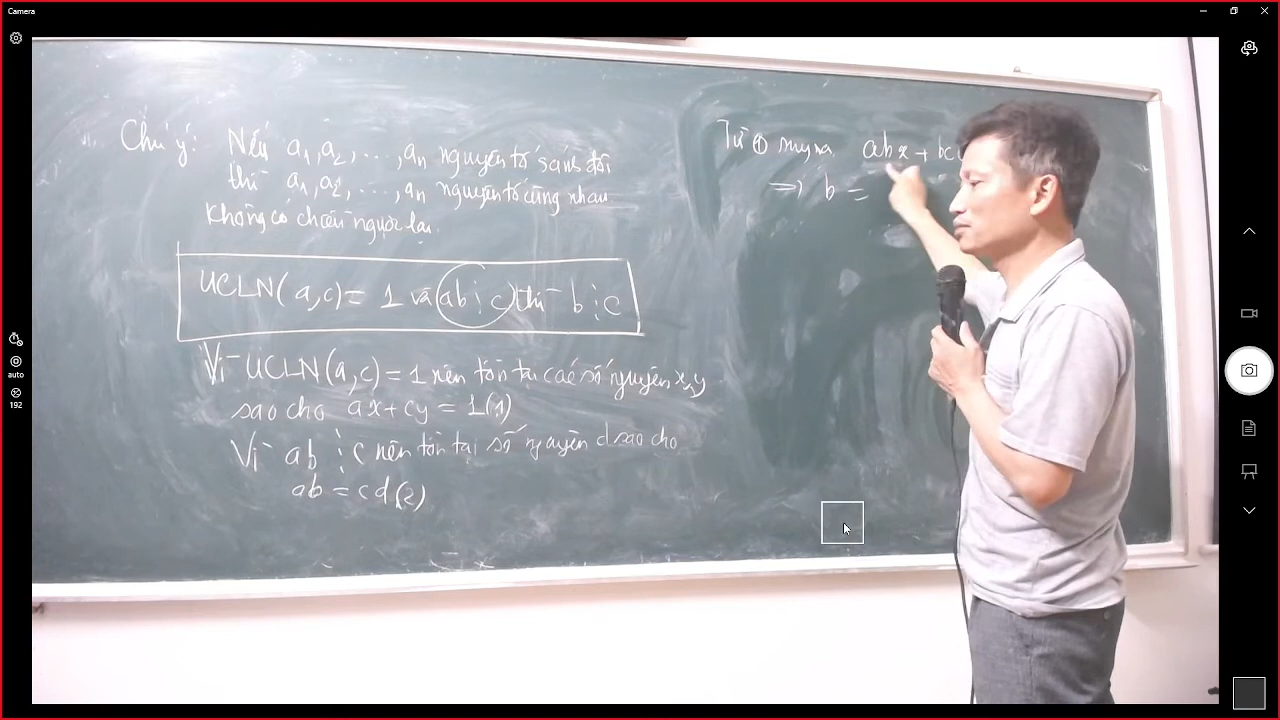 Camera
auto
192
Chú ý: Nếu a1, a2, ..., an nguyên tố sánh đôi
thì a1, a2, ..., an nguyên tố cùng nhau
Không có chiều ngược lại.
UCLN(a,c) = 1 và ab ⋮ c thì b ⋮ c
Vì UCLN(a,c) = 1 nên tồn tại các số nguyên x,y
sao cho ax + cy = 1 (1)
Vì ab ⋮ c nên tồn tại số nguyên d sao cho
ab = cd (2)
Từ ① suy ra abx + bc
=> b =